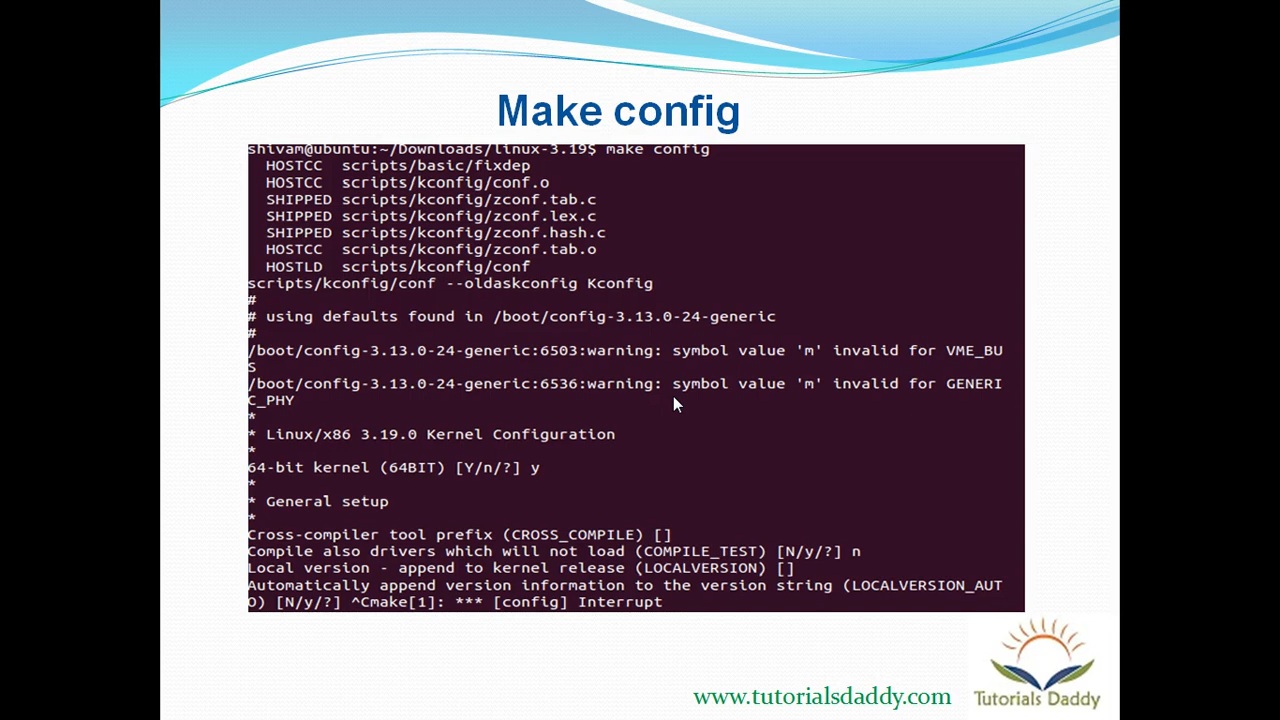 Make config
shivam@ubuntu:~/Downloads/linux-3.19$ make config
HOSTCC scripts/basic/fixdep
HOSTCC scripts/kconfig/conf.o
SHIPPED scripts/kconfig/zconf.tab.c
SHIPPED scripts/kconfig/zconf.lex.c
SHIPPED scripts/kconfig/zconf.hash.c
HOSTCC scripts/kconfig/zconf.tab.o
HOSTLD scripts/kconfig/conf
scripts/kconfig/conf --oldaskconfig Kconfig
#
# using defaults found in /boot/config-3.13.0-24-generic
#
/boot/config-3.13.0-24-generic:6503:warning: symbol value 'm' invalid for VME_BU
S
/boot/config-3.13.0-24-generic:6536:warning: symbol value 'm' invalid for GENERI
C_PHY
*
* Linux/x86 3.19.0 Kernel Configuration
*
64-bit kernel (64BIT) [Y/n/?] y
*
* General setup
*
Cross-compiler tool prefix (CROSS_COMPILE) []
Compile also drivers which will not load (COMPILE_TEST) [N/y/?] n
Local version - append to kernel release (LOCALVERSION) []
Automatically append version information to the version string (LOCALVERSION_AUT
O) [N/y/?] ^Cmake[1]: *** [config] Interrupt
www.tutorialsdaddy.com
Tutorials Daddy